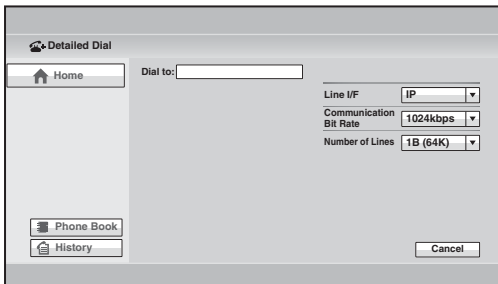 Detailed Dial
Home
Dial to:
Line I/F
IP
Communication
Bit Rate
1024kbps
Number of Lines
1B (64K)
Phone Book
History
Cancel